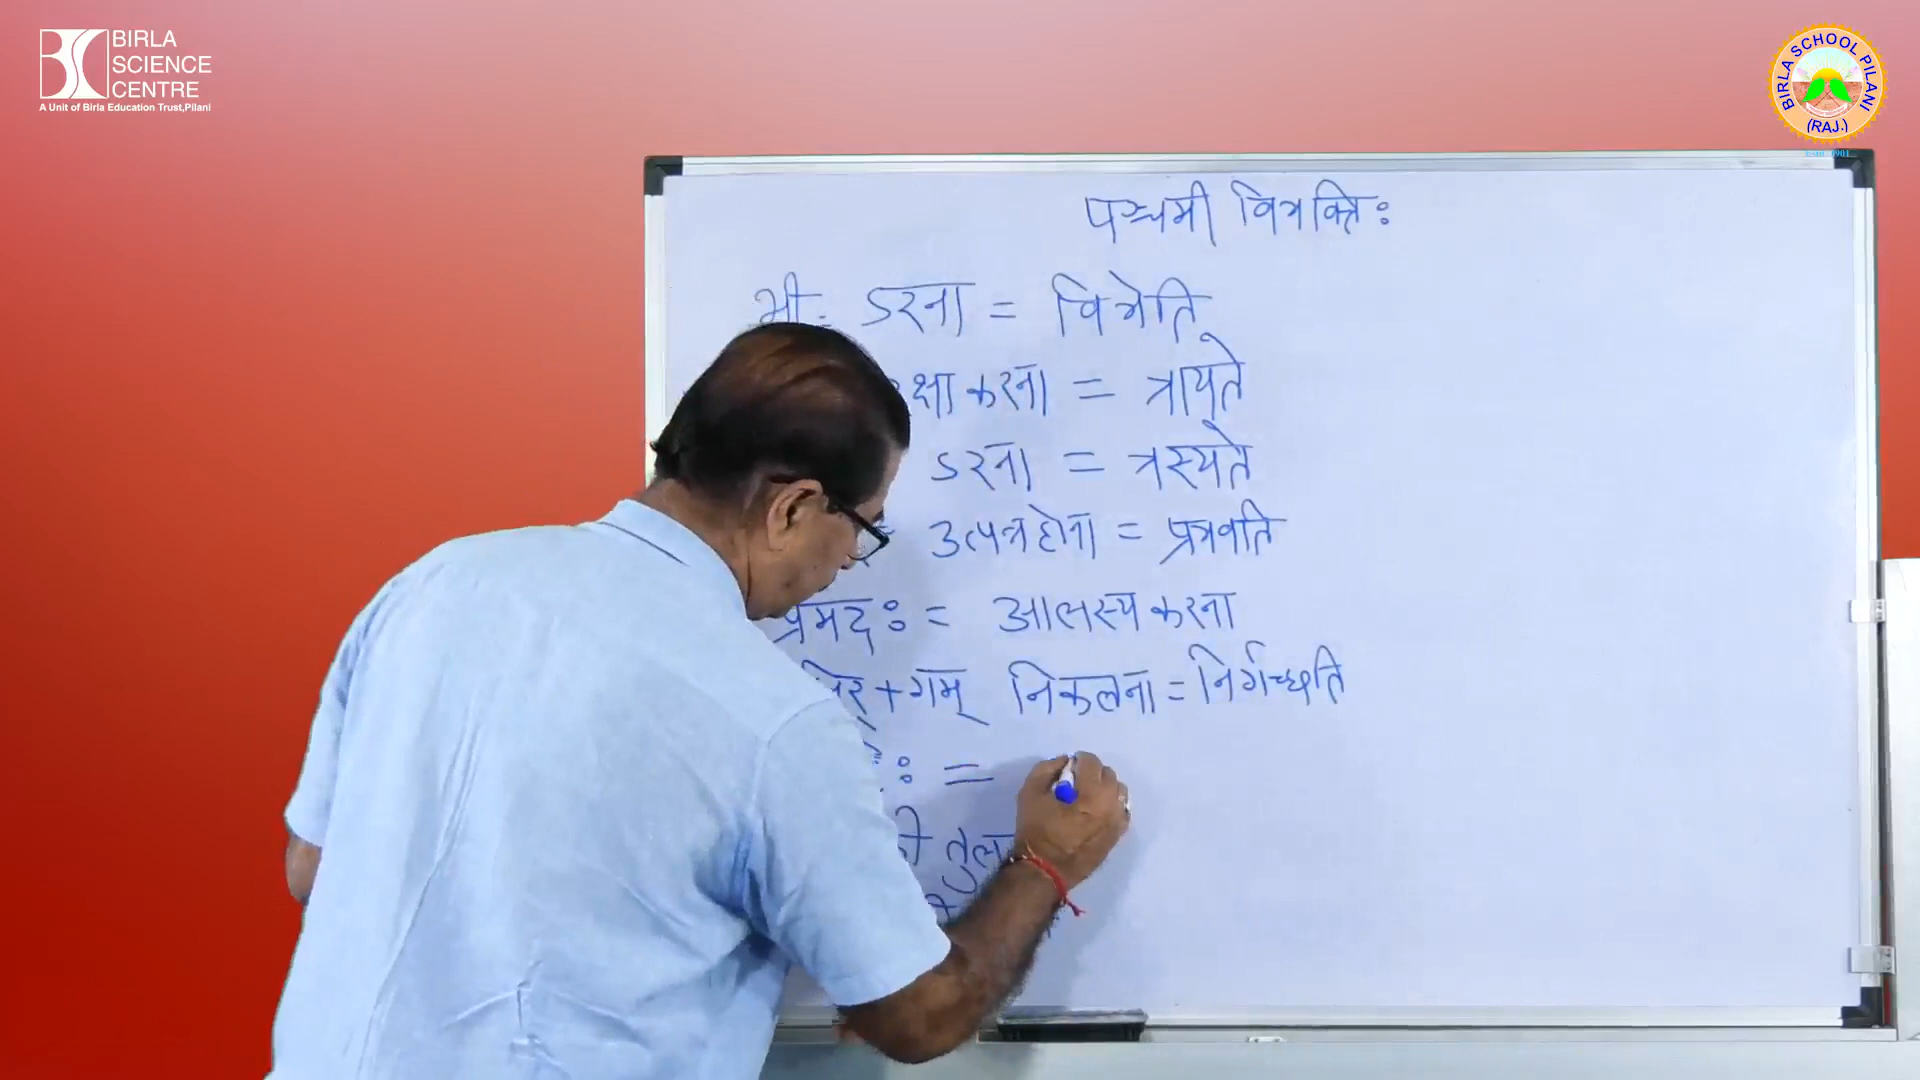 BIRLA
SCIENCE
CENTRE
A Unit of Birla Education Trust,Pilani
BIRLA SCHOOL PILANI
(RAJ.)
पञ्चमी विभक्ति:
भी: डरना = विभेति
क्षा करना = त्रायते
डरना = त्रस्यते
उत्पन्न होना = प्रभवति
प्रमद: = आलस्य करना
निर् + गम् निकलना = निर्गच्छति
: =
की